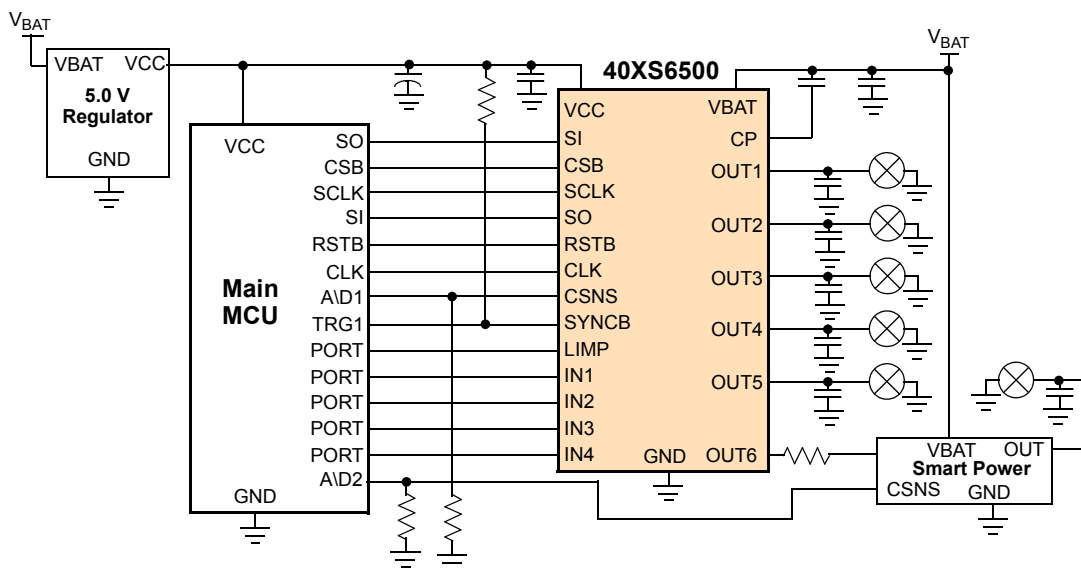 VBAT
VBAT VCC
5.0 V
Regulator
GND
VCC
Main
MCU
GND
SO
CSB
SCLK
SI
RSTB
CLK
A\D1
TRG1
PORT
PORT
PORT
PORT
PORT
A\D2
40XS6500
VCC
SI
CSB
SCLK
SO
RSTB
CLK
CSNS
SYNCB
LIMP
IN1
IN2
IN3
IN4
GND
VBAT
CP
OUT1
OUT2
OUT3
OUT4
OUT5
OUT6
VBAT
VBAT OUT
Smart Power
CSNS GND